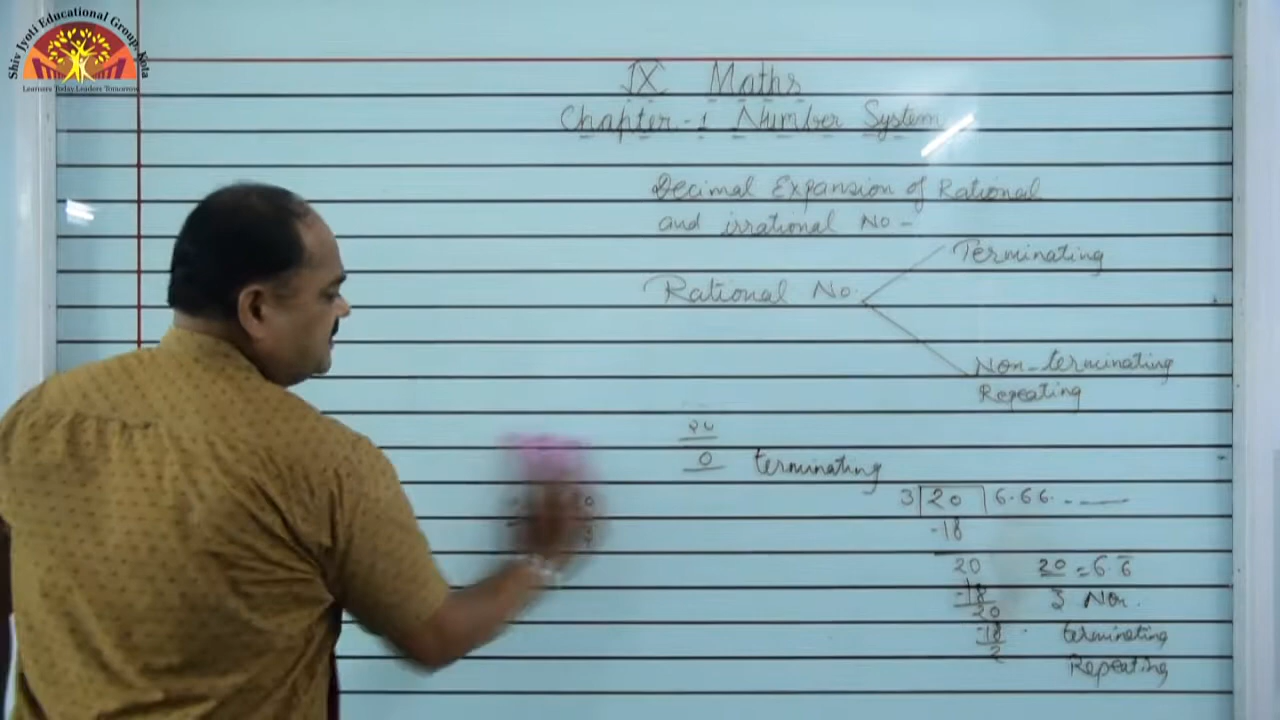 Shiv Jyoti Educational Group, Kota
Learners Today Leaders Tomorrow
IX Maths
Chapter-1 Number System
Decimal Expansion of Rational
and irrational No -
Terminating
Rational No.
Non-terminating
Repeating
20
0 terminating
3 20 6.66. - —
-18
20 20 = 6.6̅
-18 3 Non.
20
-18 terminating
2
Repeating